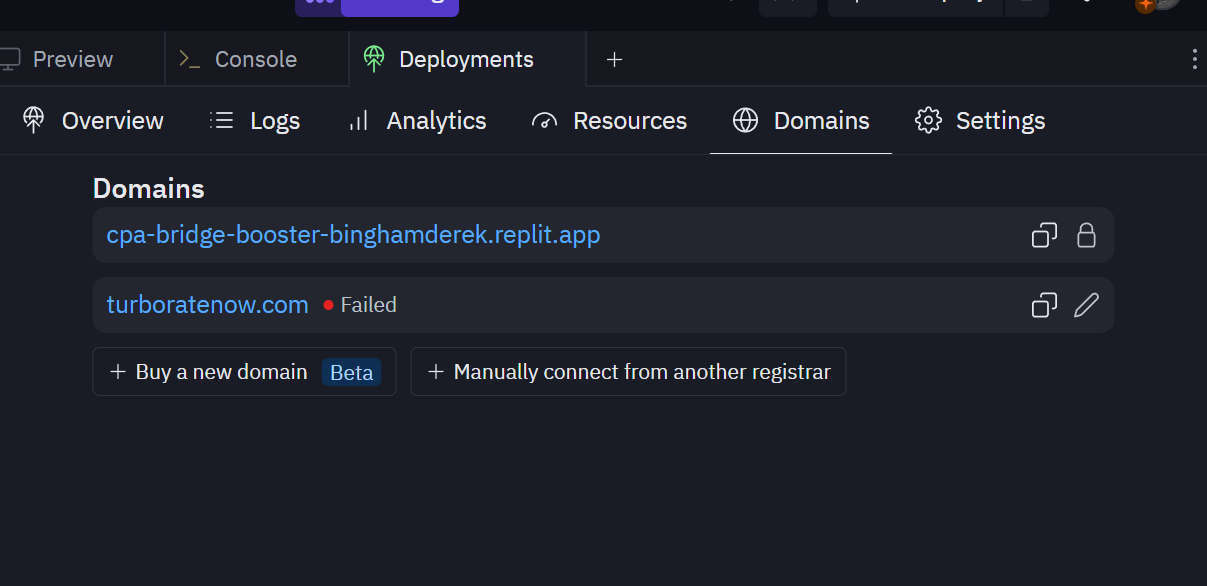 Preview
Console
Deployments
Overview
Logs
Analytics
Resources
Domains
Settings
Domains
cpa-bridge-booster-binghamderek.replit.app
turboratenow.com
Failed
+ Buy a new domain Beta
+ Manually connect from another registrar